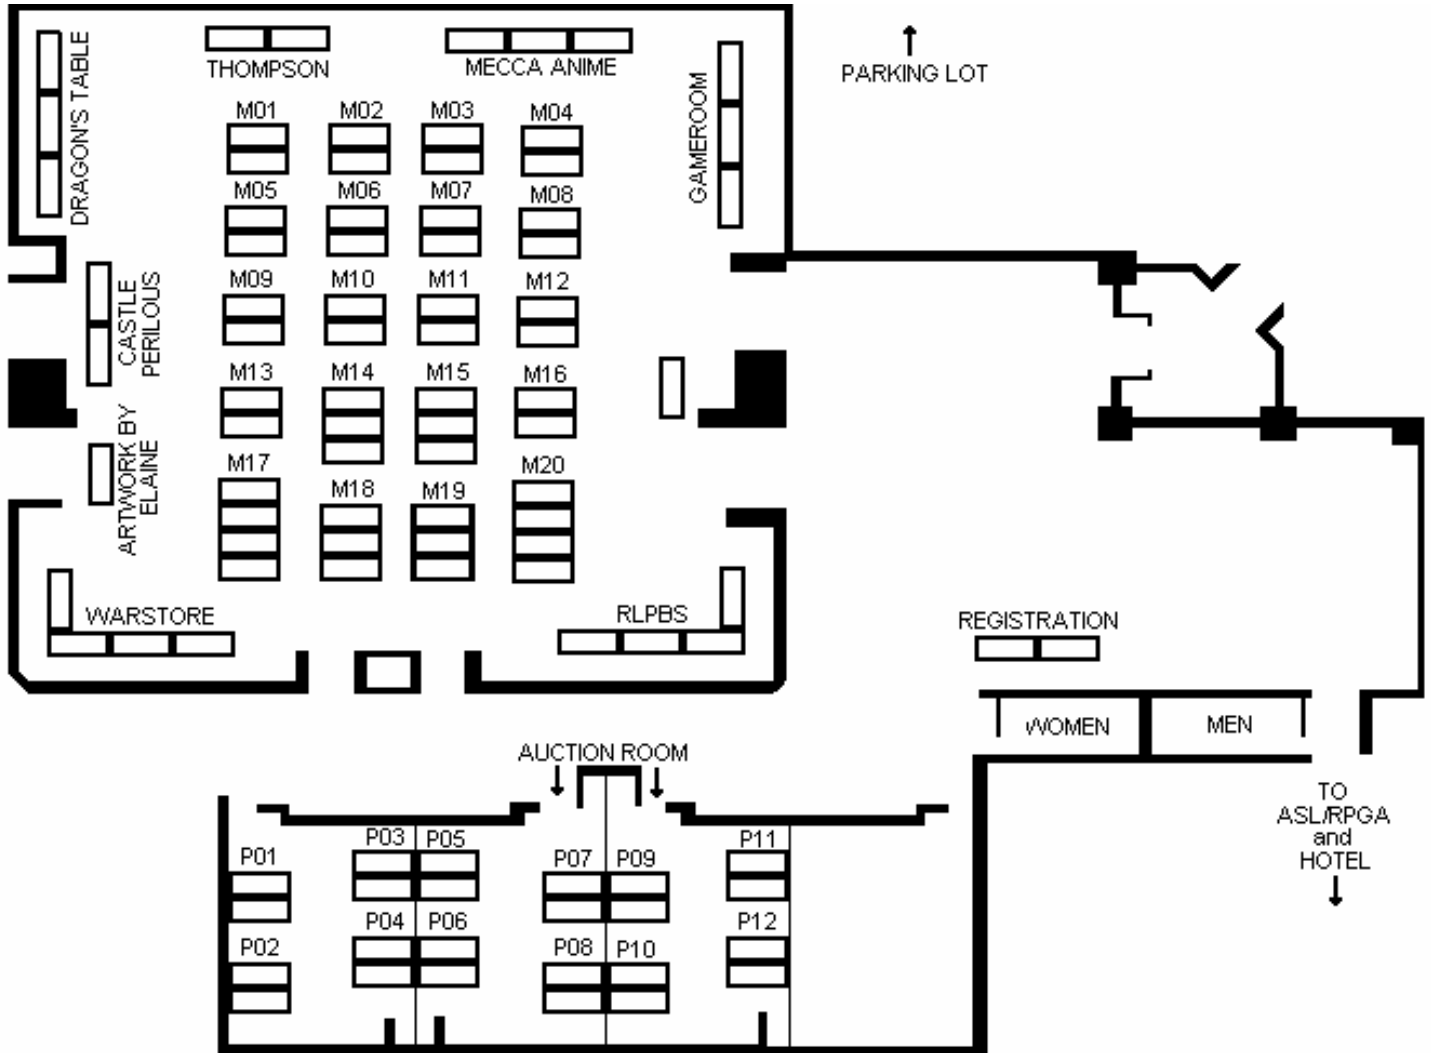 DRAGON'S TABLE
THOMPSON
MECCA ANIME
GAMEROOM
PARKING LOT
M01 M02 M03 M04
M05 M06 M07 M08
M09 M10 M11 M12
CASTLE
PERILOUS
M13 M14 M15 M16
ARTWORK BY
ELAINE
M17 M18 M19 M20
WARSTORE
RLPBS
REGISTRATION
WOMEN
MEN
AUCTION ROOM
TO
ASL/RPGA
and
HOTEL
P01 P03 P05 P07 P09 P11
P02 P04 P06 P08 P10 P12